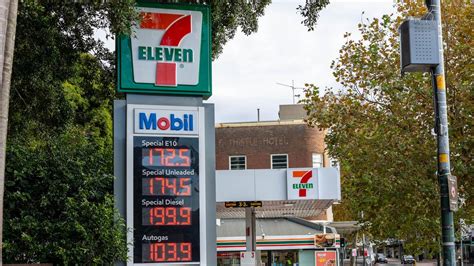 7
ELEVEN
Mobil
Special E10
172.5
Special Unleaded
174.5
Special Diesel
199.9
Autogas
103.9
HOTEL
7
ELEVEN